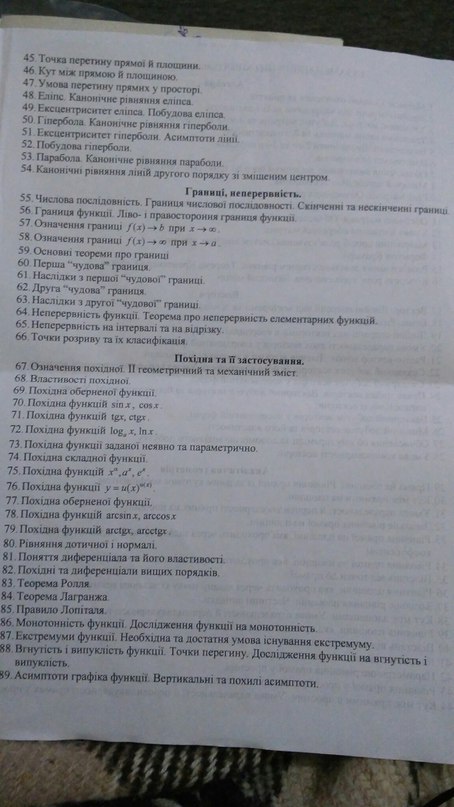 45. Точка перетину прямої й площини.
46. Кут між прямою й площиною.
47. Умова перетину прямих у просторі.
48. Еліпс. Канонічне рівняння еліпса.
49. Ексцентриситет еліпса. Побудова еліпса.
50. Гіпербола. Канонічне рівняння гіперболи.
51. Ексцентриситет гіперболи. Асимптоти лінії.
52. Побудова гіперболи.
53. Парабола. Канонічне рівняння параболи.
54. Канонічні рівняння ліній другого порядку зі зміщеним центром.
Границі, неперервність.
55. Числова послідовність. Границя числової послідовності. Скінченні та нескінченні границі.
56. Границя функції. Ліво- і правостороння границя функції.
57. Означення границі f(x)→b при x→∞.
58. Означення границі f(x)→∞ при x→a.
59. Основні теореми про границі
60. Перша “чудова” границя.
61. Наслідки з першої “чудової” границі.
62. Друга “чудова” границя.
63. Наслідки з другої “чудової” границі.
64. Неперервність функції. Теорема про неперервність елементарних функцій.
65. Неперервність на інтервалі та на відрізку.
66. Точки розриву та їх класифікація.
Похідна та її застосування.
67. Означення похідної. ЇЇ геометричний та механічний зміст.
68. Властивості похідної.
69. Похідна оберненої функції.
70. Похідна функцій sin x, cos x.
71. Похідна функцій tgx, ctgx.
72. Похідна функцій logₐ x, ln x.
73. Похідна функції заданої неявно та параметрично.
74. Похідна складної функції.
75. Похідна функцій xⁿ, aˣ, eˣ.
76. Похідна функції y = u(x)^v(x).
77. Похідна оберненої функції.
78. Похідна функцій arcsin x, arccos x
79. Похідна функцій arctgx, arcctgx.
80. Рівняння дотичної і нормалі.
81. Поняття диференціала та його властивості.
82. Похідні та диференціали вищих порядків.
83. Теорема Ролля.
84. Теорема Лагранжа.
85. Правило Лопіталя.
86. Монотонність функції. Дослідження функції на монотонність.
87. Екстремуми функції. Необхідна та достатня умова існування екстремуму.
88. Вгнутість і випуклість функції. Точки перегину. Дослідження функції на вгнутість і
випуклість.
89. Асимптоти графіка функції. Вертикальні та похилі асимптоти.